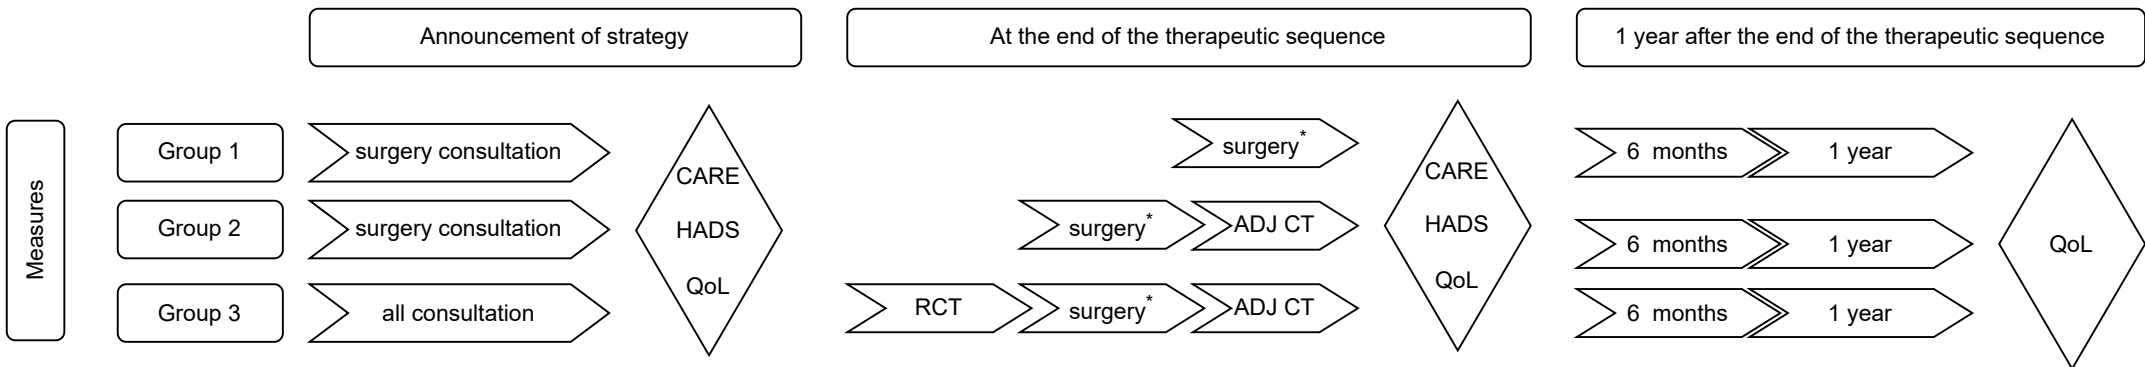 Announcement of strategy
At the end of the therapeutic sequence
1 year after the end of the therapeutic sequence
Measures
Group 1
surgery consultation
Group 2
surgery consultation
Group 3
all consultation
CARE
HADS
QoL
surgery*
surgery*
ADJ CT
RCT
surgery*
ADJ CT
CARE
HADS
QoL
6 months
1 year
6 months
1 year
6 months
1 year
QoL